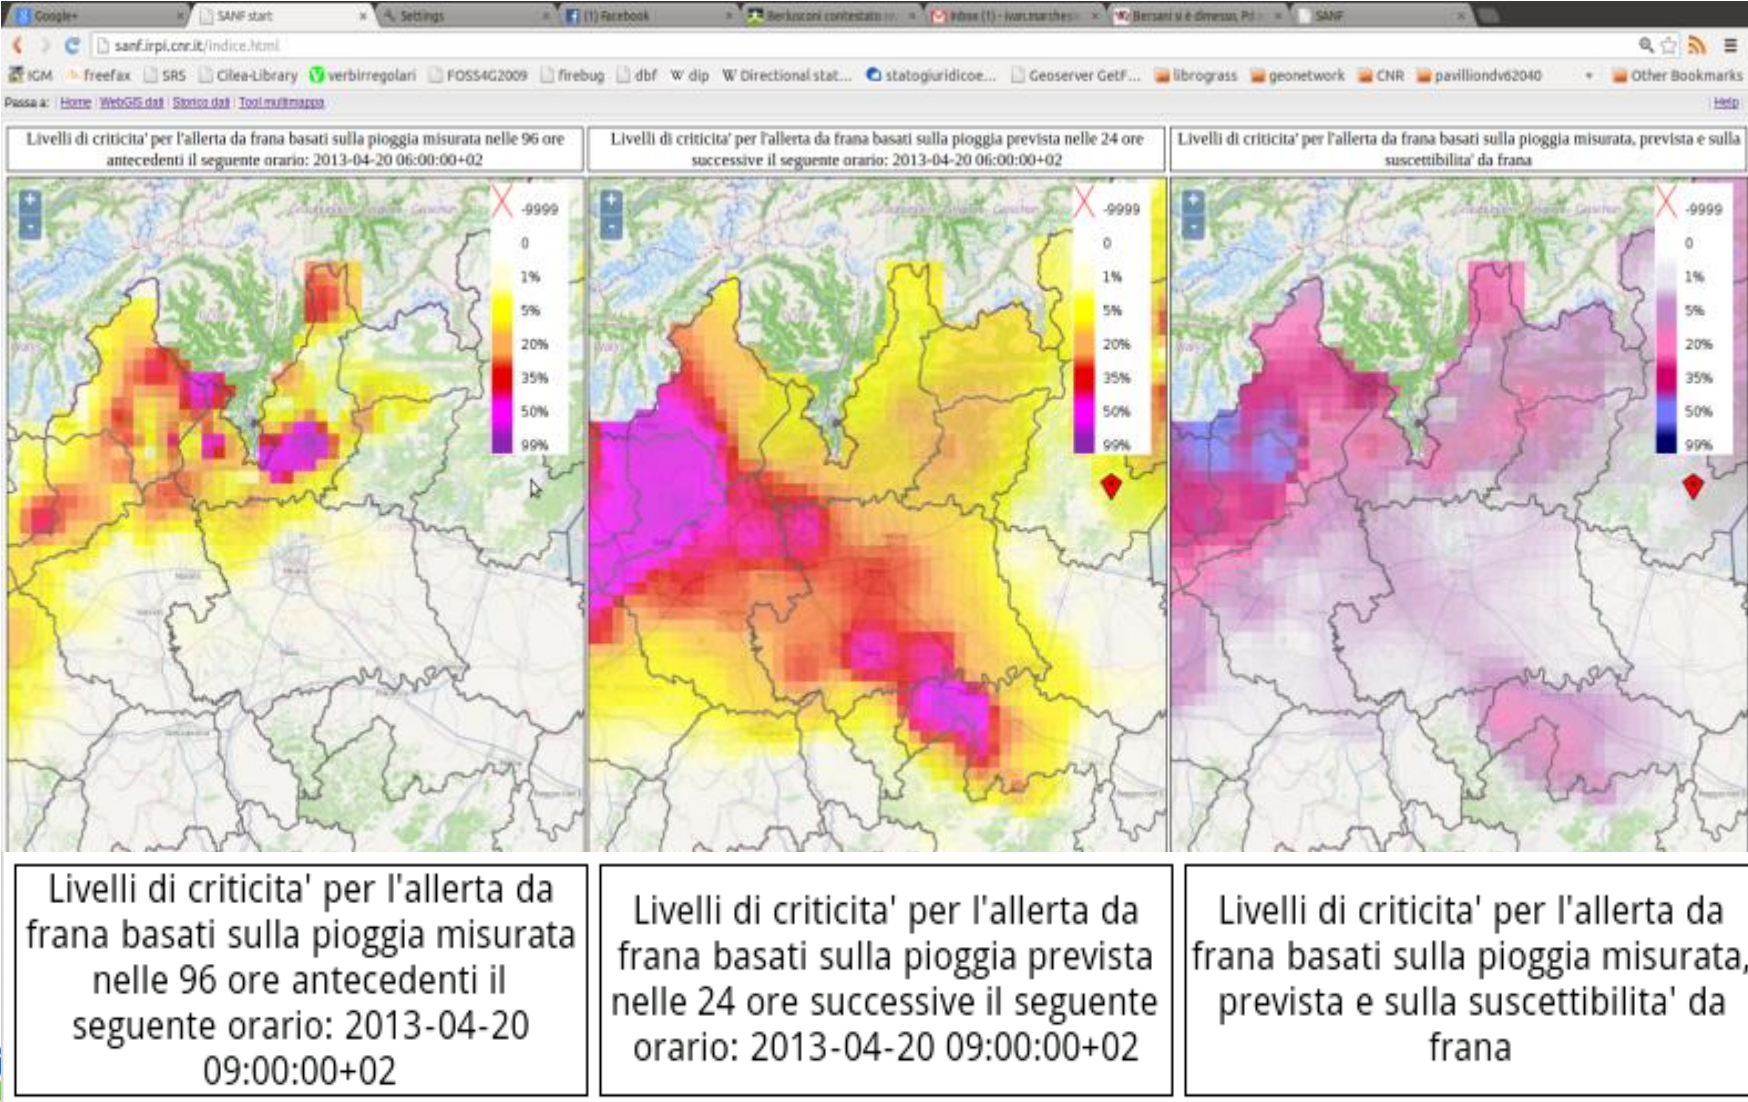 Google+
SANF start
Settings
(1) Facebook
Berlusconi contestato
Inbox (1) - ivan.marches
Bersani si è dimesso, Pd
SANF
sanf.irpi.cnr.it/indice.html
IGM freefax SRS Cilea-Library verbirregolari FOSS4G2009 firebug dbf W dip W Directional stat... statogiuridicoe... Geoserver GetF... librograss geonetwork CNR pavilliondv62040 Other Bookmarks
Passa a: Home | WebGIS dati | Storico dati | Tool multimappa
Help
Livelli di criticita' per l'allerta da frana basati sulla pioggia misurata nelle 96 ore
antecedenti il seguente orario: 2013-04-20 06:00:00+02
Livelli di criticita' per l'allerta da frana basati sulla pioggia prevista nelle 24 ore
successive il seguente orario: 2013-04-20 06:00:00+02
Livelli di criticita' per l'allerta da frana basati sulla pioggia misurata, prevista e sulla
suscettibilita' da frana
+
-
-9999
0
1%
5%
20%
35%
50%
99%
+
-
-9999
0
1%
5%
20%
35%
50%
99%
+
-
-9999
0
1%
5%
20%
35%
50%
99%
Livelli di criticita' per l'allerta da
frana basati sulla pioggia misurata
nelle 96 ore antecedenti il
seguente orario: 2013-04-20
09:00:00+02
Livelli di criticita' per l'allerta da
frana basati sulla pioggia prevista
nelle 24 ore successive il seguente
orario: 2013-04-20 09:00:00+02
Livelli di criticita' per l'allerta da
frana basati sulla pioggia misurata,
prevista e sulla suscettibilita' da
frana